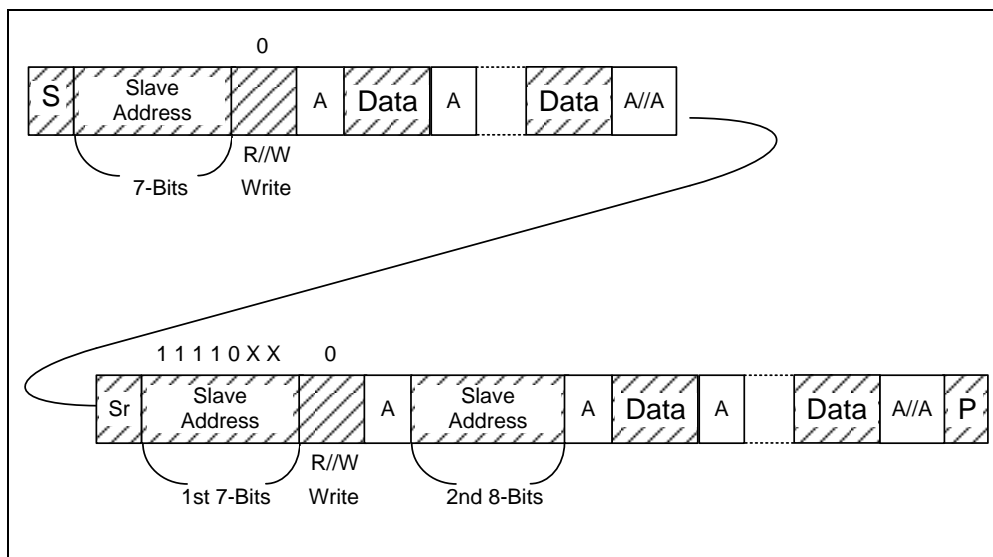 0
S Slave Address A Data A Data A//A
R//W
7-Bits Write
1 1 1 1 0 X X 0
Sr Slave Address A Slave Address A Data A Data A//A P
R//W
1st 7-Bits Write 2nd 8-Bits